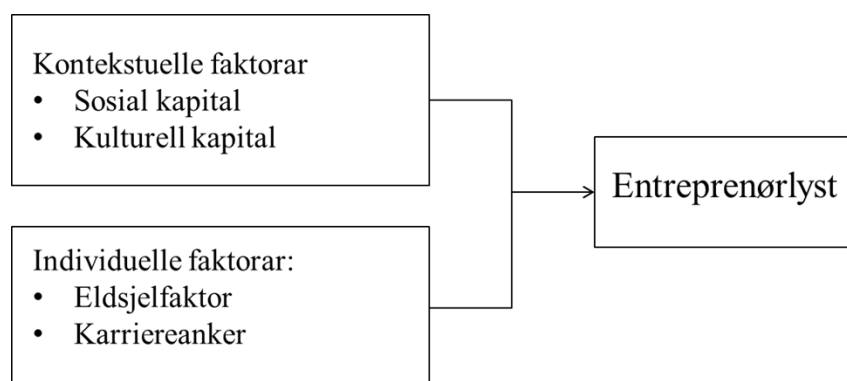 Kontekstuelle faktorar
• Sosial kapital
• Kulturell kapital
Entreprenørlyst
Individuelle faktorar:
• Eldsjelfaktor
• Karriereanker